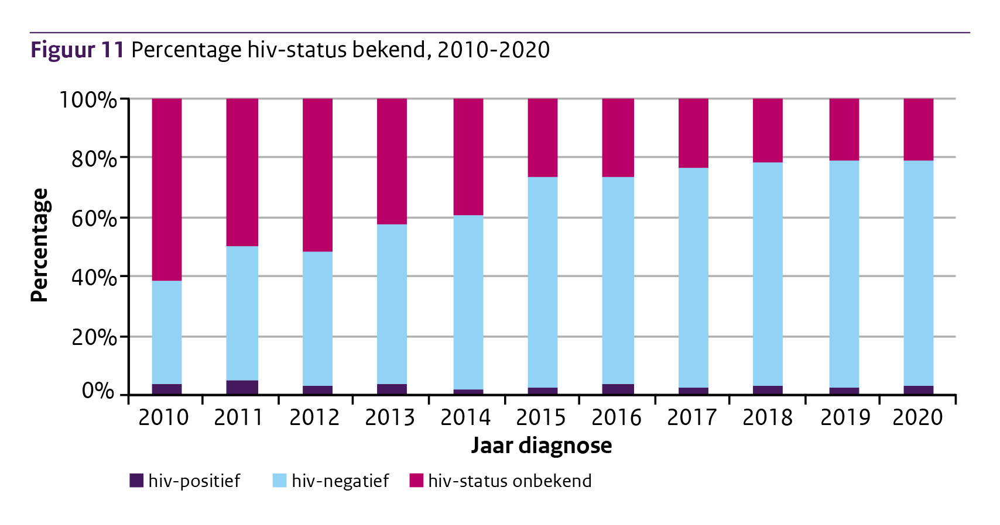 Figuur 11 Percentage hiv-status bekend, 2010-2020
100%
80%
60%
40%
20%
0%
Percentage
2010 2011 2012 2013 2014 2015 2016 2017 2018 2019 2020
Jaar diagnose
hiv-positief hiv-negatief hiv-status onbekend